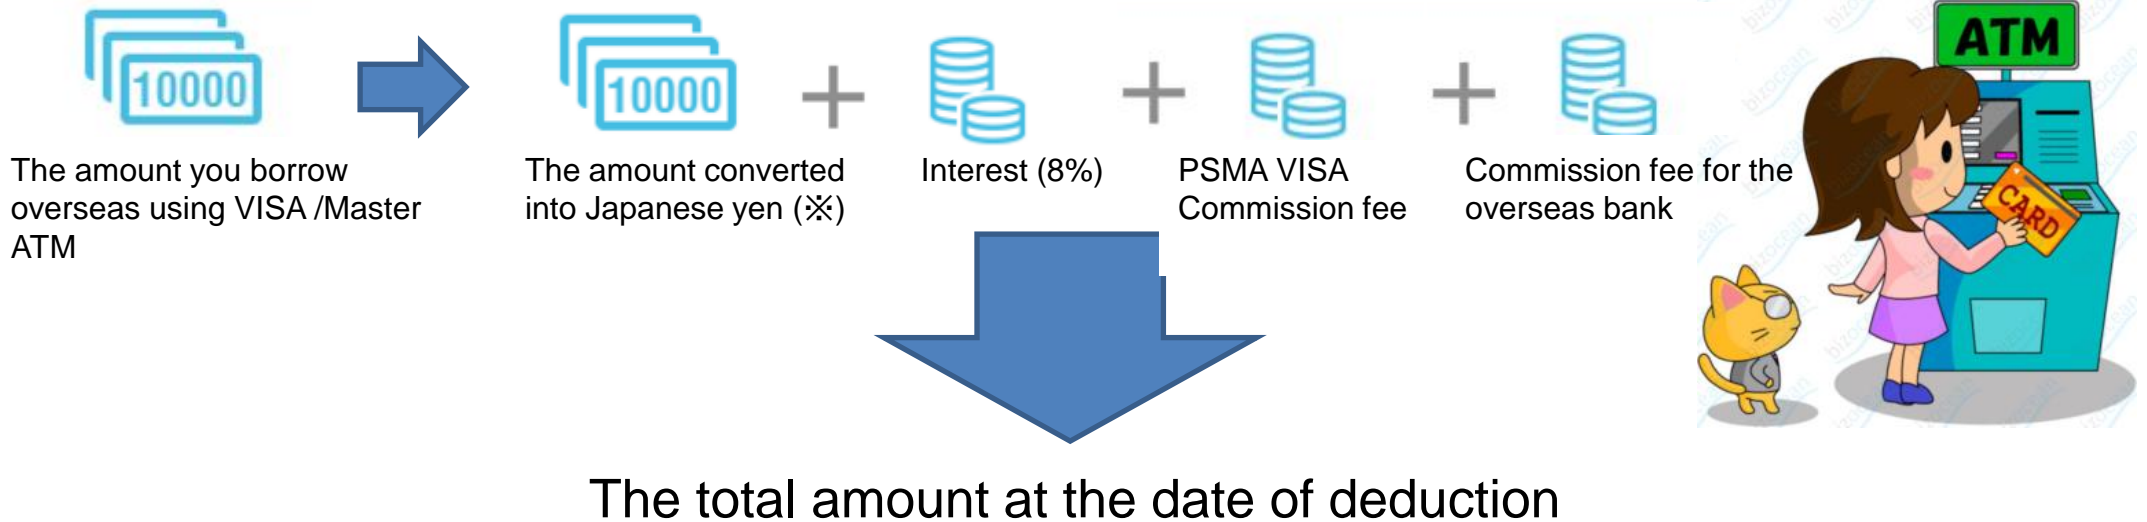 10000
10000
ATM
CARD
The amount you borrow
overseas using VISA /Master
ATM
The amount converted
into Japanese yen (※)
Interest (8%)
PSMA VISA
Commission fee
Commission fee for the
overseas bank
The total amount at the date of deduction
bizocean